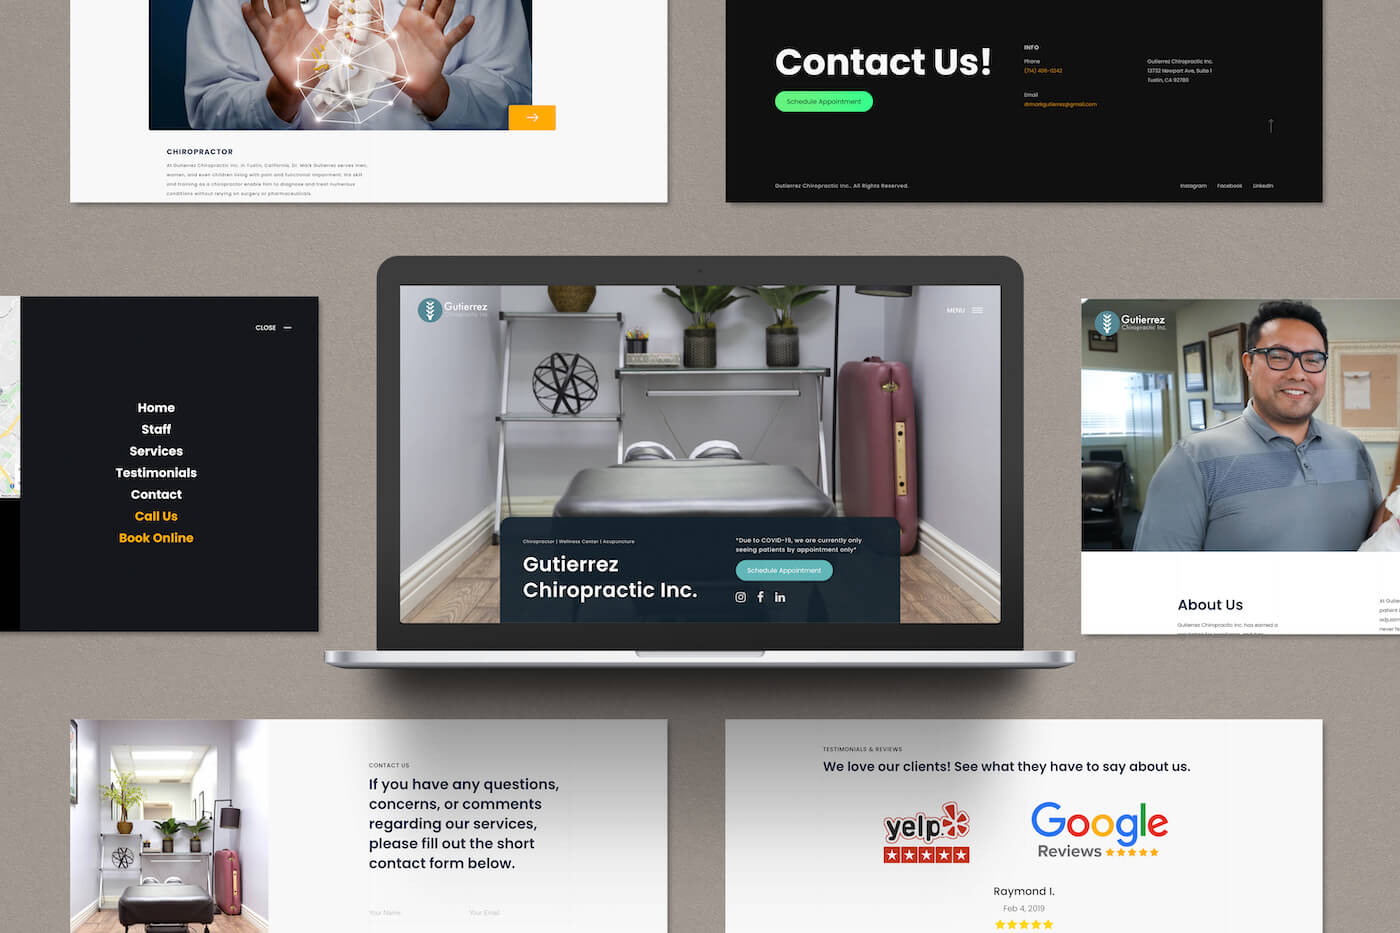 CHIROPRACTOR
At Gutierrez Chiropractic Inc. in Tustin, California, Dr. Mark Gutierrez serves men,
women, and even children living with pain and functional impairment. His skill
and training as a chiropractor enable him to diagnose and treat numerous
conditions without relying on surgery or pharmaceuticals.
Contact Us!
Schedule Appointment
INFO
Phone
(714) 406-0242
Email
drmarkgutierrez@gmail.com
Gutierrez Chiropractic Inc.
13732 Newport Ave, Suite 1
Tustin, CA 92780
Gutierrez Chiropractic Inc., All Rights Reserved.
Instagram Facebook LinkedIn
CLOSE
Home
Staff
Services
Testimonials
Contact
Call Us
Book Online
Gutierrez
Chiropractic Inc.
MENU
Chiropractor | Wellness Center | Acupuncture
Gutierrez
Chiropractic Inc.
*Due to COVID-19, we are currently only
seeing patients by appointment only*
Schedule Appointment
Gutierrez
Chiropractic Inc.
About Us
Gutierrez Chiropractic Inc. has earned a
At Gutie
patient
adjustm
never fe
CONTACT US
If you have any questions,
concerns, or comments
regarding our services,
please fill out the short
contact form below.
Your Name
Your Email
TESTIMONIALS & REVIEWS
We love our clients! See what they have to say about us.
yelp
Google
Reviews
Raymond I.
Feb 4, 2019